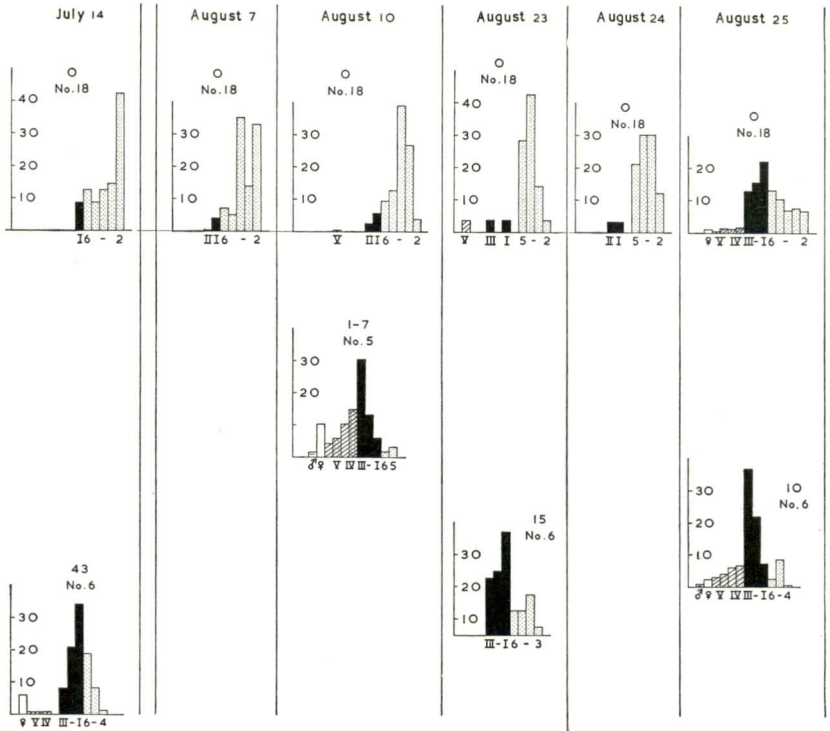 July 14
August 7
August 10
August 23
August 24
August 25
O
No.18
40
30
20
10
I6 - 2
O
No.18
30
20
10
II I6 - 2
O
No.18
30
20
10
V II I6 - 2
O
No.18
40
30
20
10
V III I 5 - 2
O
No.18
30
20
10
II I 5 - 2
O
No.18
20
10
♀ V IV III-I6 - 2
1-7
No.5
30
20
10
♂♀ V IV III-I65
15
No.6
30
20
10
III-I6 - 3
10
No.6
30
20
10
♂♀ V IV III-I6-4
43
No.6
30
20
10
♀ V IV III-I6-4